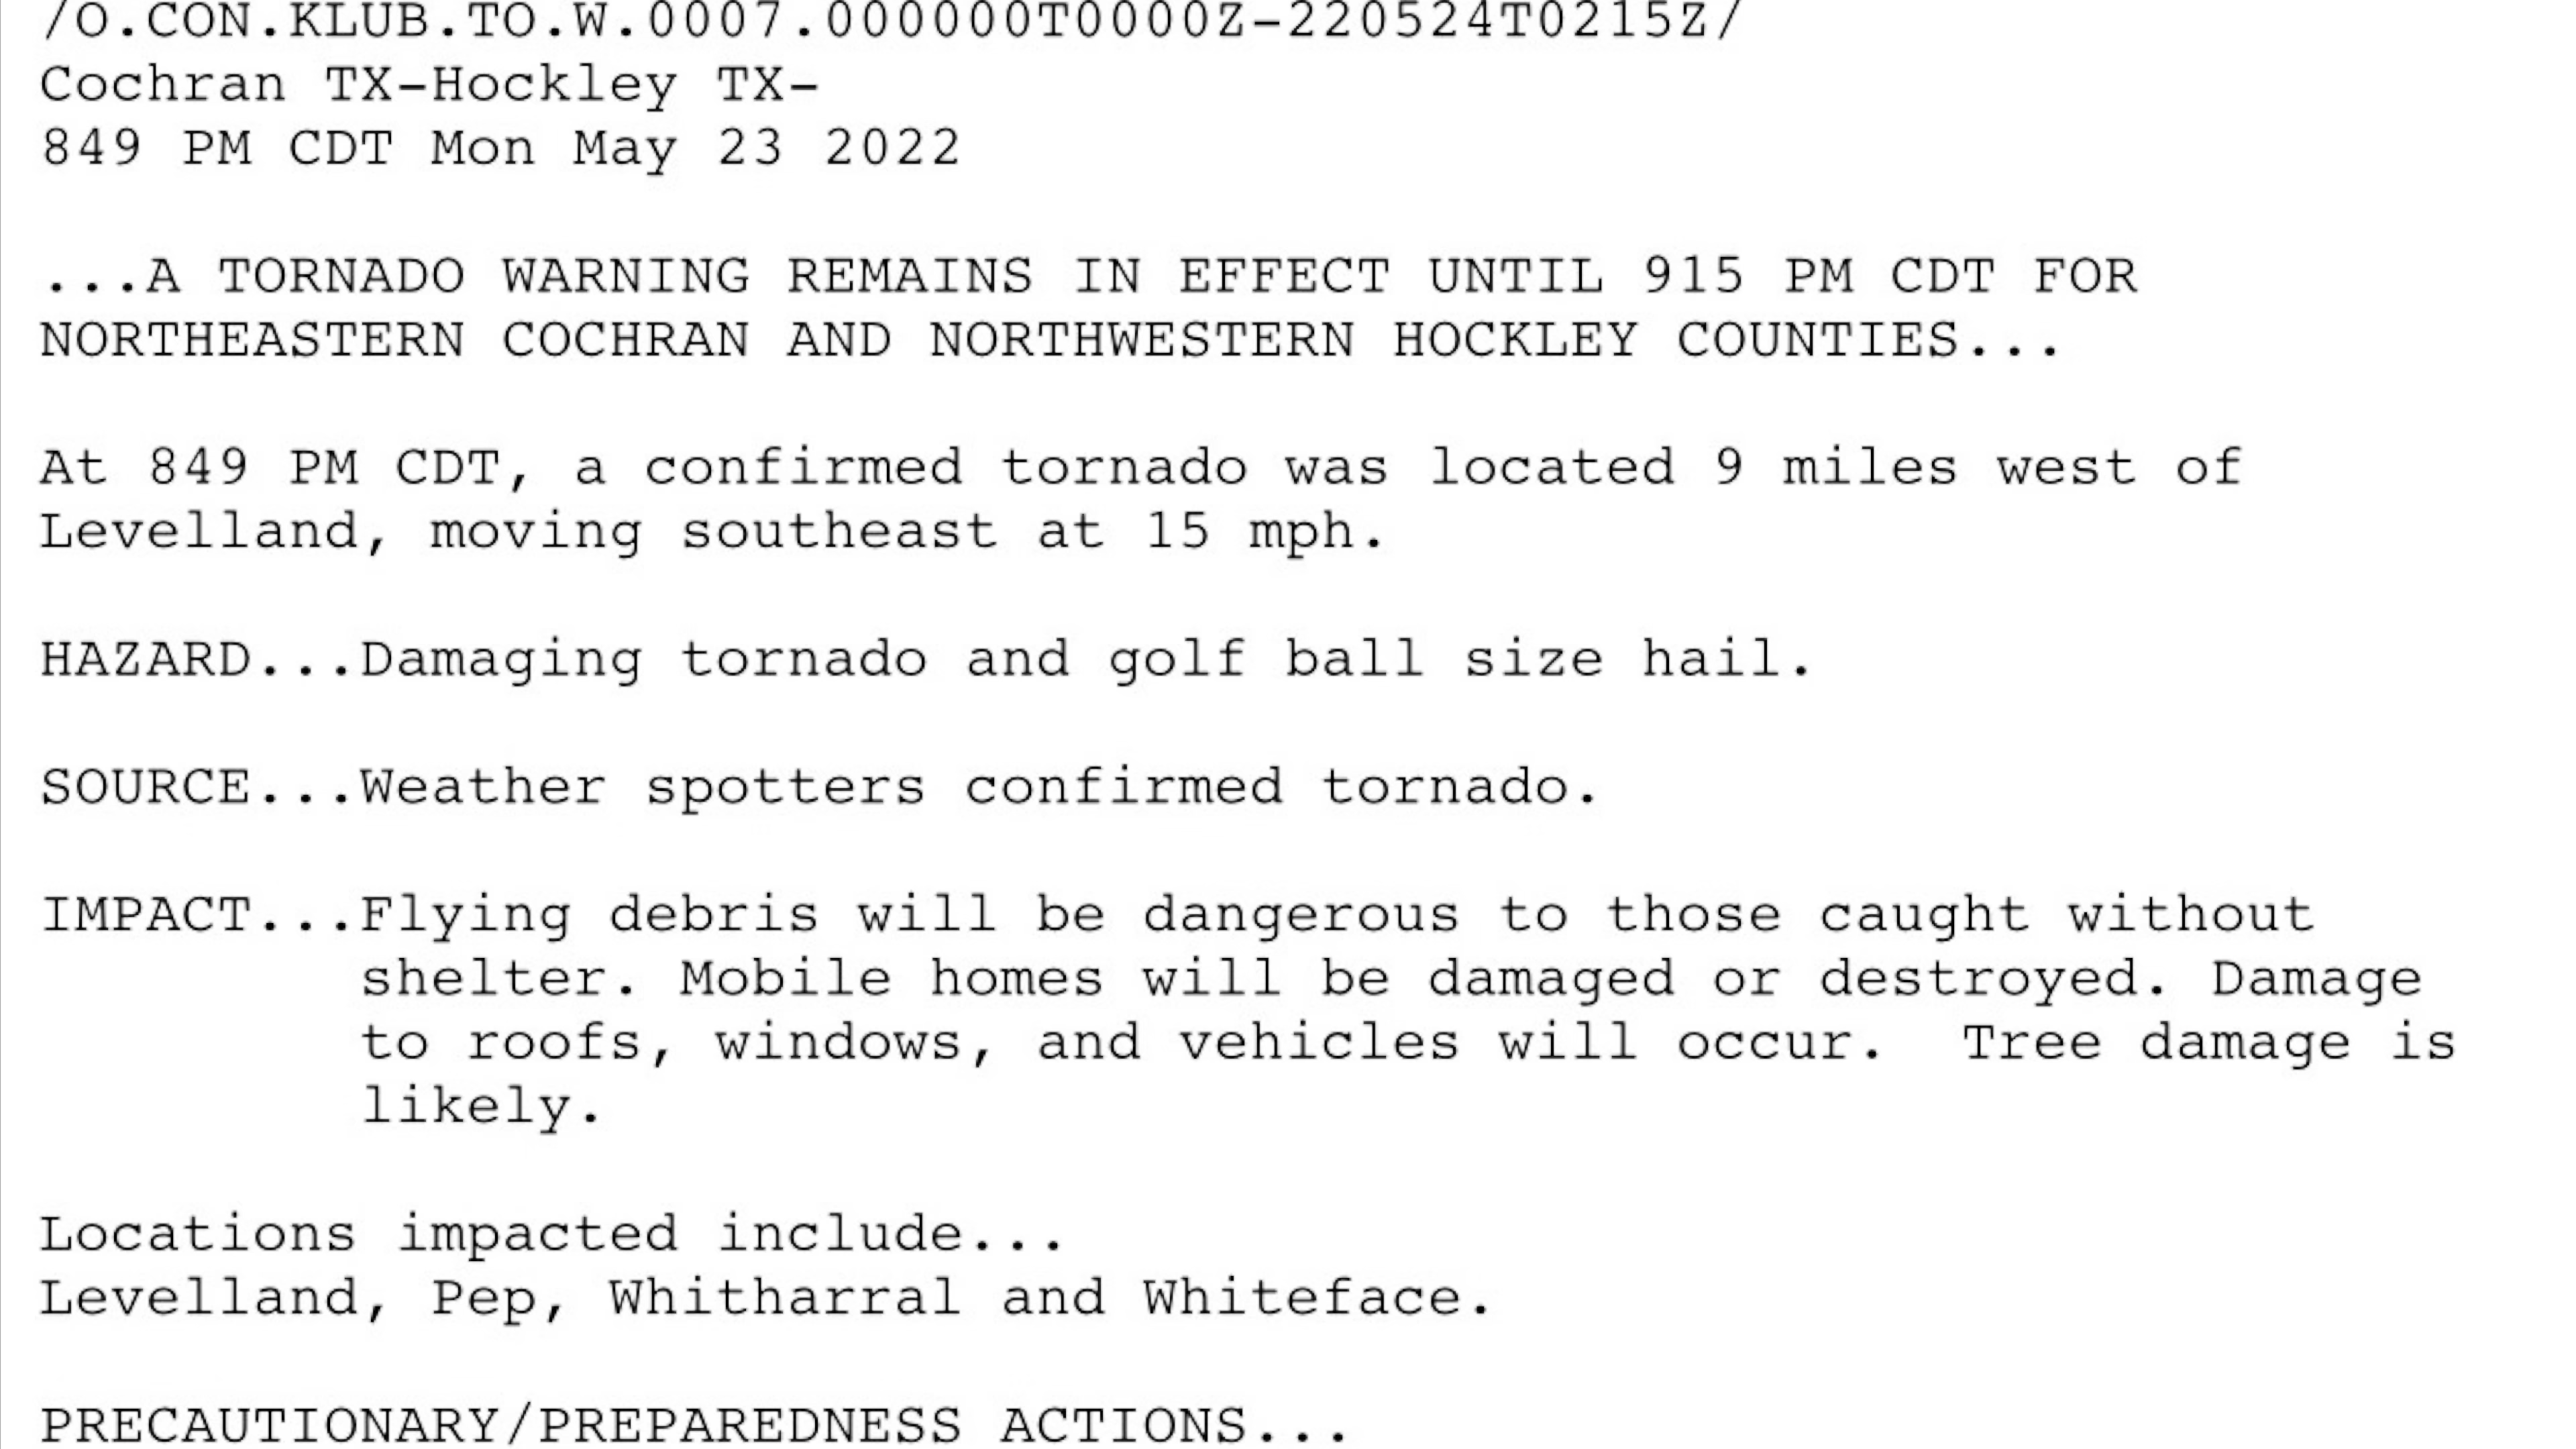 /O.CON.KLUB.TO.W.0007.000000T0000Z-220524T0215Z/
Cochran TX-Hockley TX-
849 PM CDT Mon May 23 2022
...A TORNADO WARNING REMAINS IN EFFECT UNTIL 915 PM CDT FOR
NORTHEASTERN COCHRAN AND NORTHWESTERN HOCKLEY COUNTIES...
At 849 PM CDT, a confirmed tornado was located 9 miles west of
Levelland, moving southeast at 15 mph.
HAZARD...Damaging tornado and golf ball size hail.
SOURCE...Weather spotters confirmed tornado.
IMPACT...Flying debris will be dangerous to those caught without
shelter. Mobile homes will be damaged or destroyed. Damage
to roofs, windows, and vehicles will occur.  Tree damage is
likely.
Locations impacted include...
Levelland, Pep, Whitharral and Whiteface.
PRECAUTIONARY/PREPAREDNESS ACTIONS...